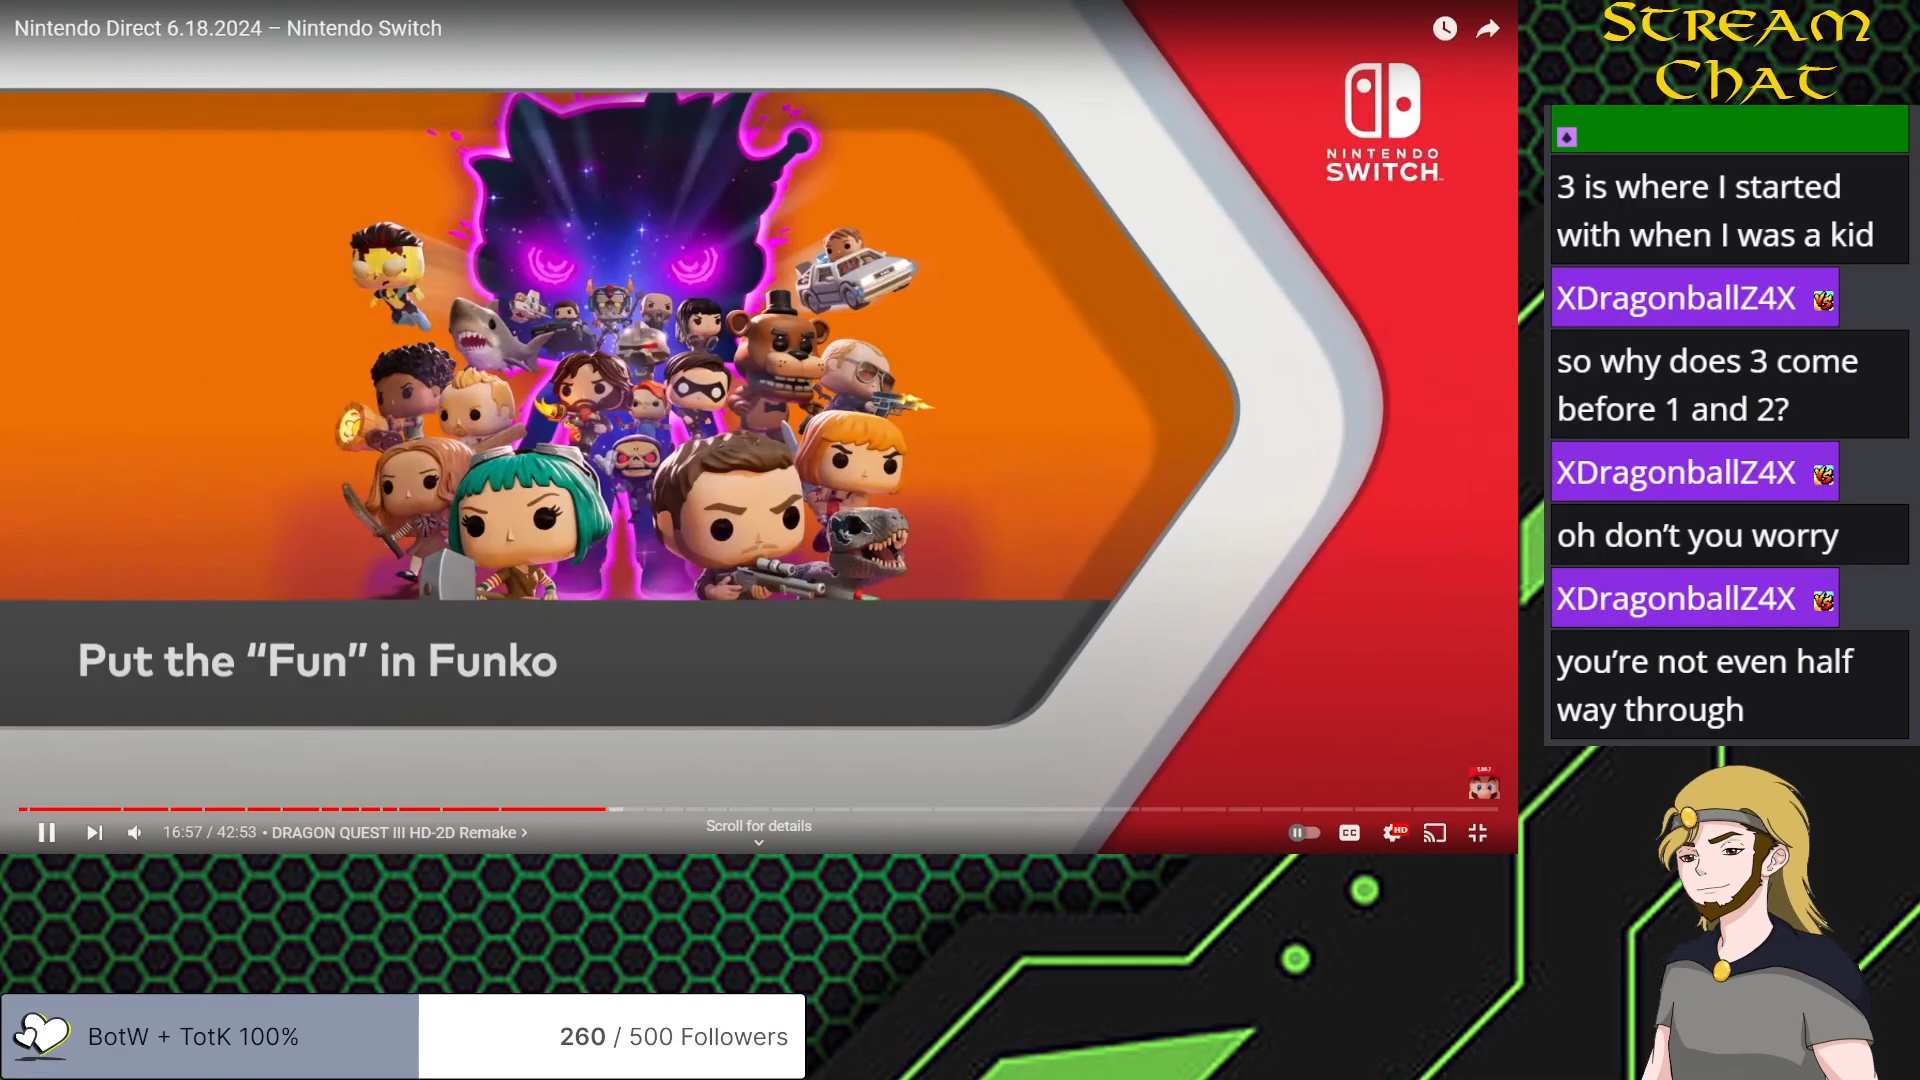 Nintendo Direct 6.18.2024 – Nintendo Switch
NINTENDO
SWITCH
Put the “Fun” in Funko
16:57 / 42:53 • DRAGON QUEST III HD-2D Remake ›
Scroll for details
CC
HD
STREAM
CHAT
3 is where I started
with when I was a kid
XDragonballZ4X
so why does 3 come
before 1 and 2?
XDragonballZ4X
oh don’t you worry
XDragonballZ4X
you’re not even half
way through
BotW + TotK 100%
260 / 500 Followers